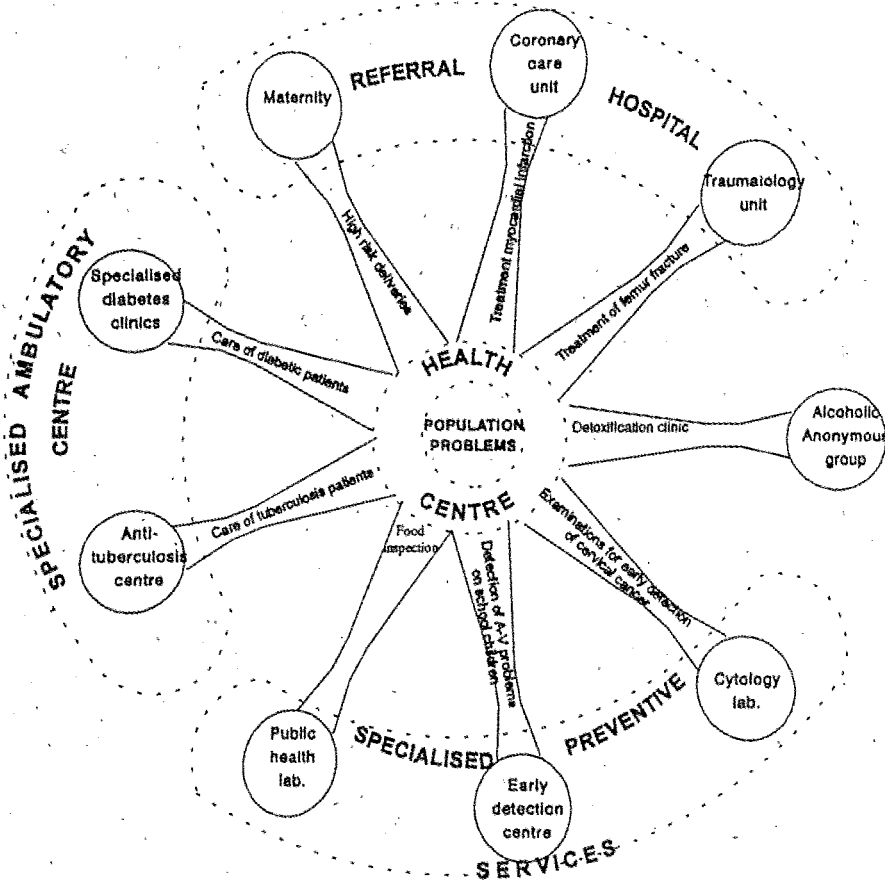 REFERRAL
HOSPITAL
Maternity
Coronary
care
unit
Traumatology
unit
High risk deliveries
Treatment myocardial infarction
Treatment of femur fracture
SPECIALISED AMBULATORY
CENTRE
Specialised
diabetes
clinics
Care of diabetic patients
HEALTH
POPULATION
PROBLEMS
CENTRE
Detoxification clinic
Alcoholic
Anonymous
group
Anti-
tuberculosis
centre
Care of tuberculosis patients
Food
inspection
Detection of A-V problems
on school children
Examinations for early detection
of cervical cancer
Public
health
lab.
Early
detection
centre
Cytology
lab.
SPECIALISED
PREVENTIVE
SERVICES